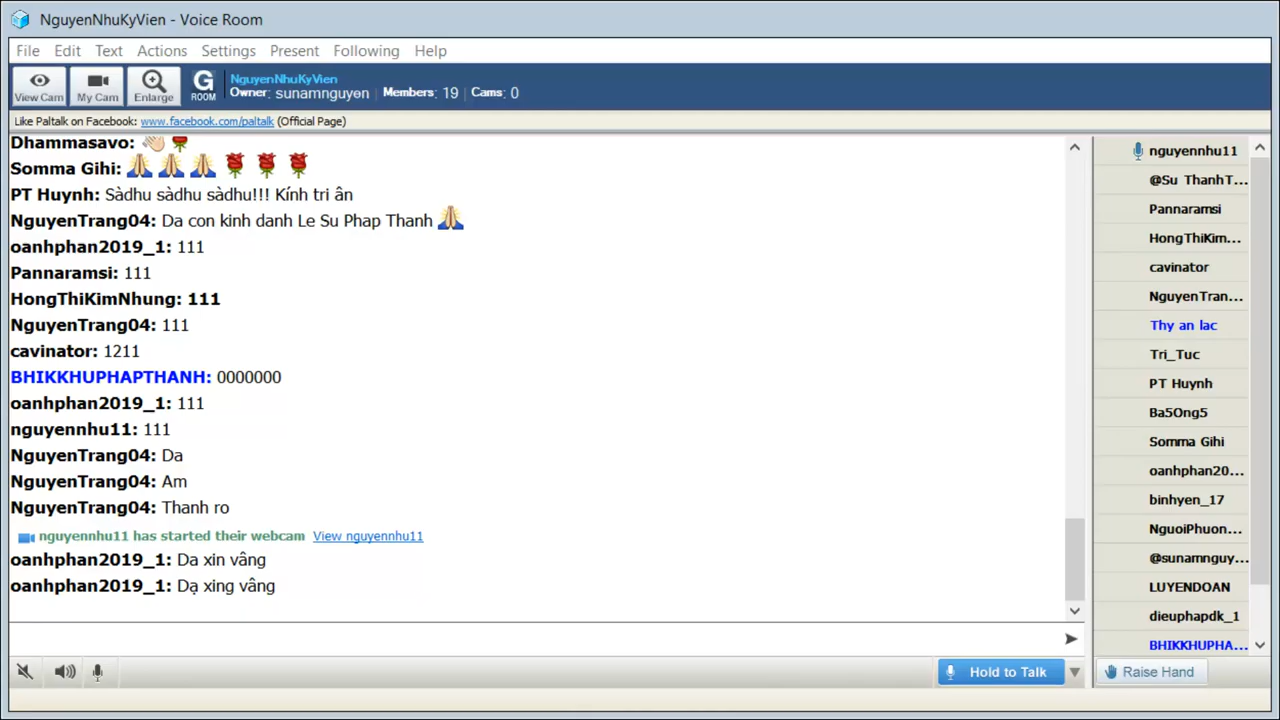 NguyenNhuKyVien - Voice Room
File Edit Text Actions Settings Present Following Help
View Cam My Cam Enlarge G ROOM
NguyenNhuKyVien
Owner: sunamnguyen | Members: 19 | Cams: 0
Like Paltalk on Facebook: www.facebook.com/paltalk (Official Page)
Dhammasavo:
Somma Gihi:
PT Huynh: Sàdhu sàdhu sàdhu!!! Kính tri ân
NguyenTrang04: Da con kinh danh Le Su Phap Thanh
oanhphan2019_1: 111
Pannaramsi: 111
HongThiKimNhung: 111
NguyenTrang04: 111
cavinator: 1211
BHIKKHUPHAPTHANH: 0000000
oanhphan2019_1: 111
nguyennhu11: 111
NguyenTrang04: Da
NguyenTrang04: Am
NguyenTrang04: Thanh ro
nguyennhu11 has started their webcam View nguyennhu11
oanhphan2019_1: Da xin vâng
oanhphan2019_1: Dạ xing vâng
nguyennhu11
@Su ThanhT...
Pannaramsi
HongThiKim...
cavinator
NguyenTran...
Thy an lac
Tri_Tuc
PT Huynh
Ba5Ong5
Somma Gihi
oanhphan20...
binhyen_17
NguoiPhuon...
@sunamnguy...
LUYENDOAN
dieuphapdk_1
BHIKKHUPHA...
Hold to Talk
Raise Hand